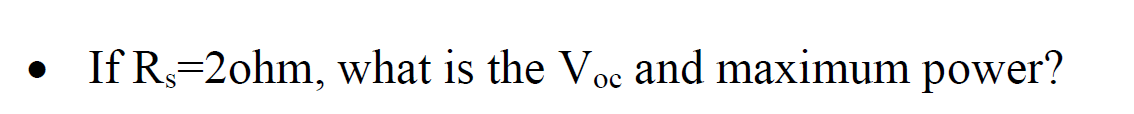 • If Rs=2ohm, what is the Voc and maximum power?